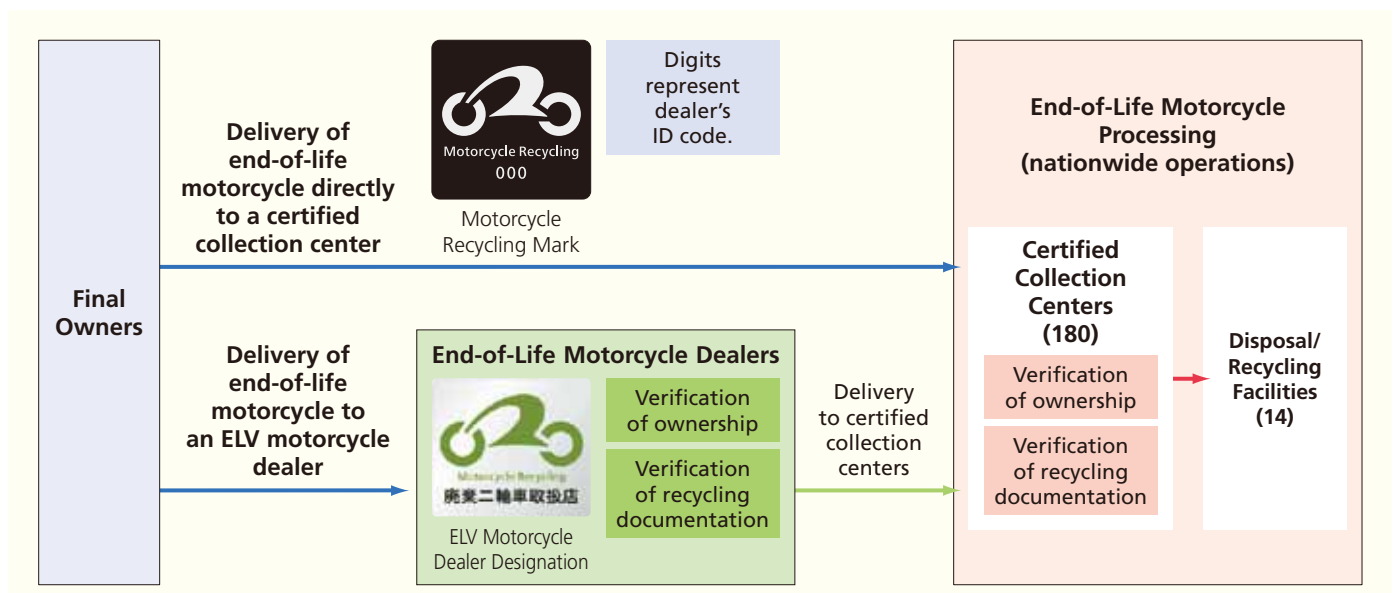 Final
Owners
Delivery of
end-of-life
motorcycle directly
to a certified
collection center
Motorcycle Recycling
000
Motorcycle
Recycling Mark
Digits
represent
dealer's
ID code.
Delivery of
end-of-life
motorcycle to
an ELV motorcycle
dealer
End-of-Life Motorcycle Dealers
Motorcycle Recycling
廃棄二輪車取扱店
ELV Motorcycle
Dealer Designation
Verification
of ownership
Verification
of recycling
documentation
Delivery
to certified
collection
centers
End-of-Life Motorcycle
Processing
(nationwide operations)
Certified
Collection
Centers
(180)
Verification
of ownership
Verification
of recycling
documentation
Disposal/
Recycling
Facilities
(14)